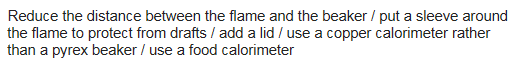 Reduce the distance between the flame and the beaker / put a sleeve around
the flame to protect from drafts / add a lid / use a copper calorimeter rather
than a pyrex beaker / use a food calorimeter